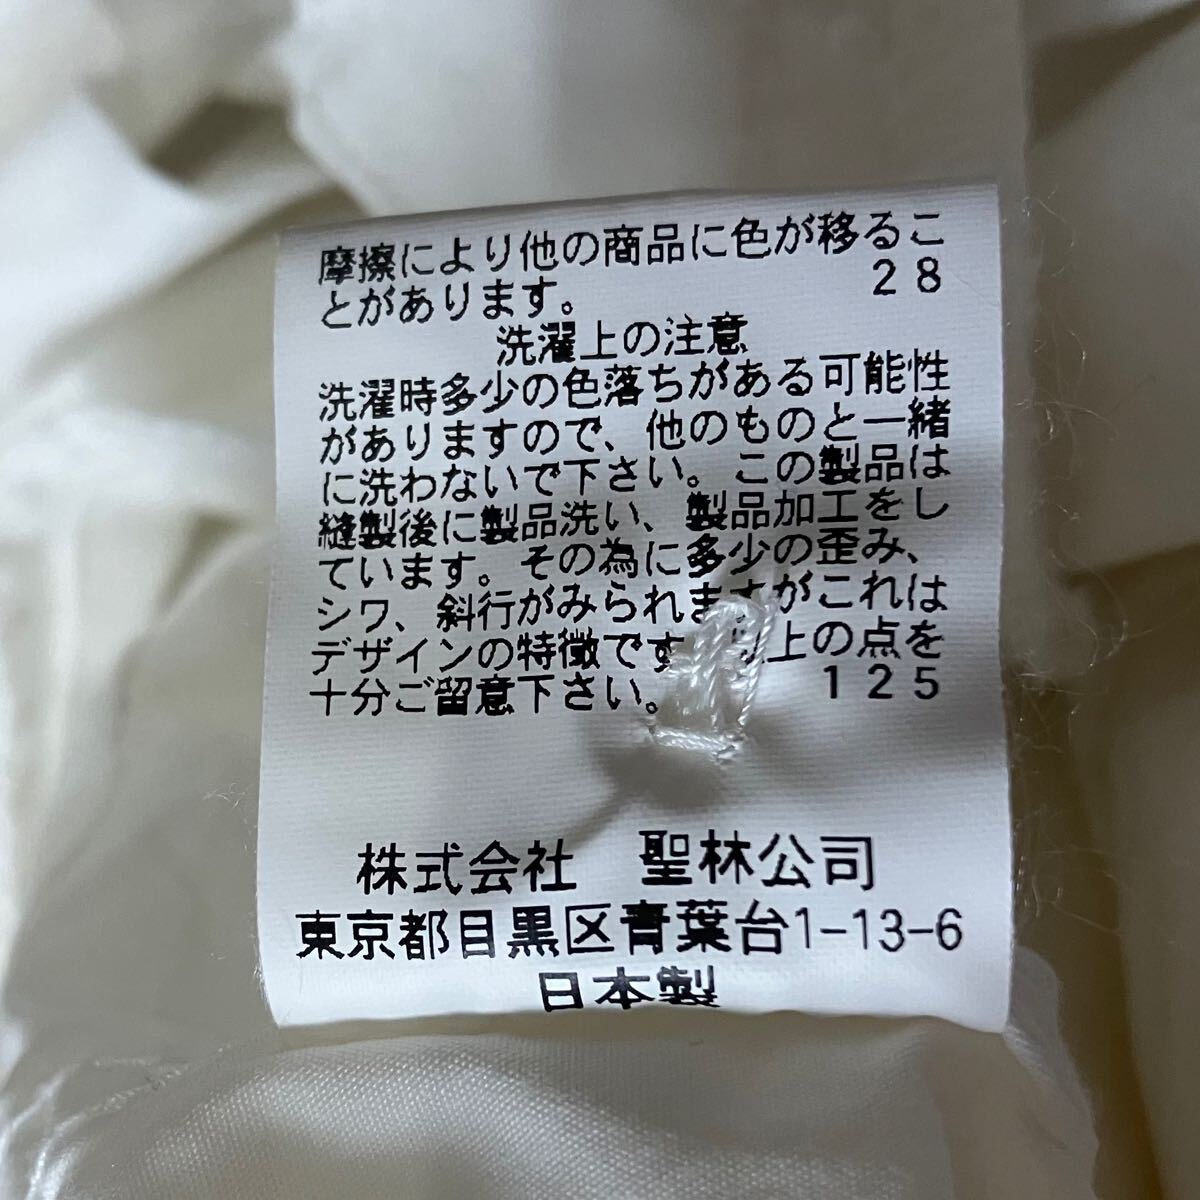 摩擦により他の商品に色が移るこ
とがあります。 28
洗濯上の注意
洗濯時多少の色落ちがある可能性
がありますので、他のものと一緒
に洗わないで下さい。この製品は
縫製後に製品洗い、製品加工をし
ています。その為に多少の歪み、
シワ、斜行がみられますがこれは
デザインの特徴です 以上の点を
十分ご留意下さい。 125
株式会社 聖林公司
東京都目黒区青葉台1-13-6
日本製